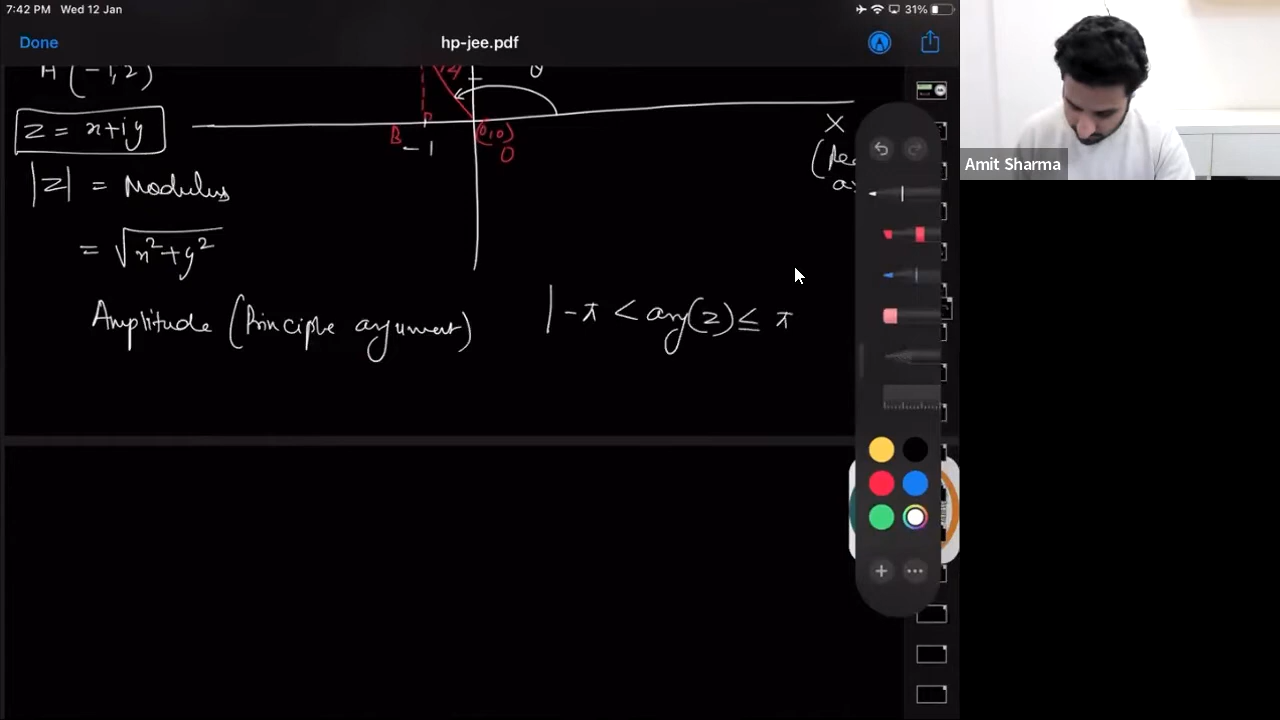 7:42 PM Wed 12 Jan
31%
Done
hp-jee.pdf
A (-1, 2)
θ
B -1
(0,0)
O
X
z = x+iy
Amit Sharma
|z| = Modulus
= √x²+y²
Amplitude (Principle argument)
-π < arg(z) ≤ π